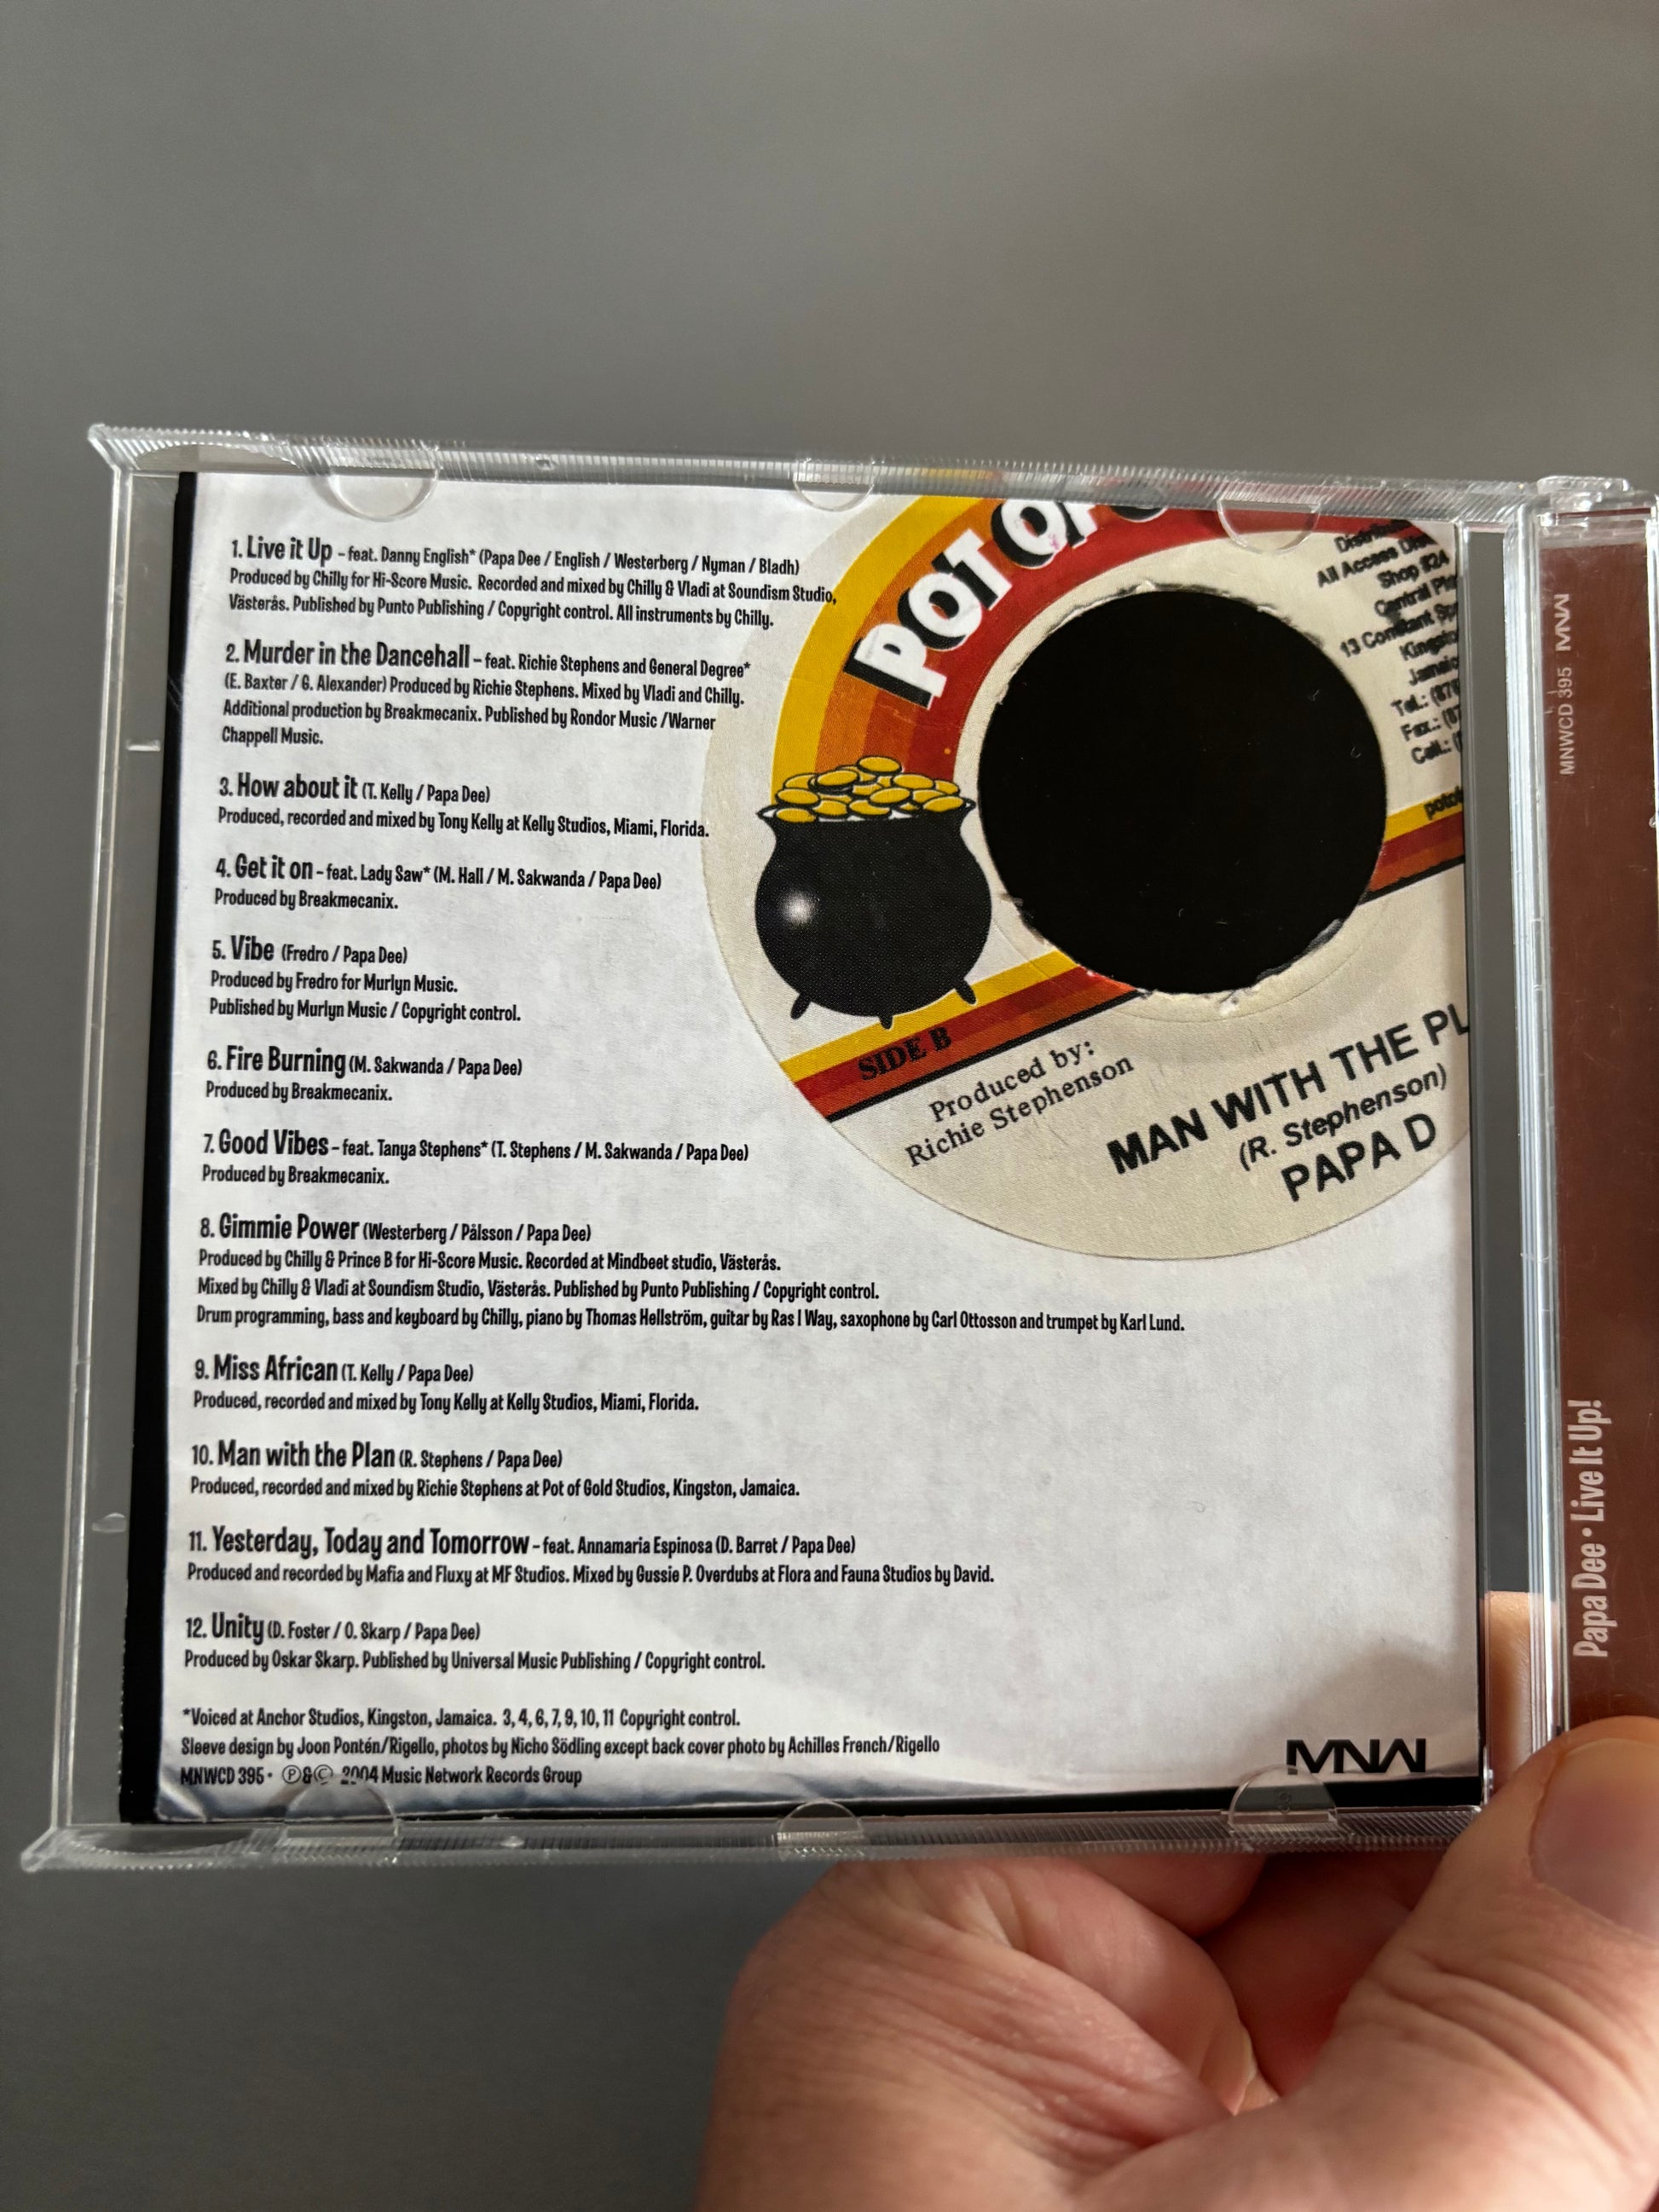 1. Live it Up – feat. Danny English* (Papa Dee / English / Westerberg / Nyman / Bladh)
Produced by Chilly for Hi-Score Music. Recorded and mixed by Chilly & Vladi at Soundism Studio,
Västerås. Published by Punto Publishing / Copyright control. All instruments by Chilly.
2. Murder in the Dancehall – feat. Richie Stephens and General Degree*
(E. Baxter / G. Alexander) Produced by Richie Stephens. Mixed by Vladi and Chilly.
Additional production by Breakmecanix. Published by Rondor Music /Warner
Chappell Music.
3. How about it (T. Kelly / Papa Dee)
Produced, recorded and mixed by Tony Kelly at Kelly Studios, Miami, Florida.
4. Get it on – feat. Lady Saw* (M. Hall / M. Sakwanda / Papa Dee)
Produced by Breakmecanix.
5. Vibe (Fredro / Papa Dee)
Produced by Fredro for Murlyn Music.
Published by Murlyn Music / Copyright control.
6. Fire Burning (M. Sakwanda / Papa Dee)
Produced by Breakmecanix.
7. Good Vibes – feat. Tanya Stephens* (T. Stephens / M. Sakwanda / Papa Dee)
Produced by Breakmecanix.
8. Gimmie Power (Westerberg / Pålsson / Papa Dee)
Produced by Chilly & Prince B for Hi-Score Music. Recorded at Mindbeet studio, Västerås.
Mixed by Chilly & Vladi at Soundism Studio, Västerås. Published by Punto Publishing / Copyright control.
Drum programming, bass and keyboard by Chilly, piano by Thomas Hellström, guitar by Ras I Way, saxophone by Carl Ottosson and trumpet by Karl Lund.
9. Miss African (T. Kelly / Papa Dee)
Produced, recorded and mixed by Tony Kelly at Kelly Studios, Miami, Florida.
10. Man with the Plan (R. Stephens / Papa Dee)
Produced, recorded and mixed by Richie Stephens at Pot of Gold Studios, Kingston, Jamaica.
11. Yesterday, Today and Tomorrow – feat. Annamaria Espinosa (D. Barret / Papa Dee)
Produced and recorded by Mafia and Fluxy at MF Studios. Mixed by Gussie P. Overdubs at Flora and Fauna Studios by David.
12. Unity (D. Foster / O. Skarp / Papa Dee)
Produced by Oskar Skarp. Published by Universal Music Publishing / Copyright control.
*Voiced at Anchor Studios, Kingston, Jamaica. 3, 4, 6, 7, 9, 10, 11 Copyright control.
Sleeve design by Joon Pontén/Rigello, photos by Nicho Södling except back cover photo by Achilles French/Rigello
MNWCD 395 • ℗&© 2004 Music Network Records Group
MNW
POT OF
All Access
Shop #24
Central
13 Constant
Tel.: (876
Fax.: (87
Cell.: (
SIDE B
Produced by:
Richie Stephenson
MAN WITH THE PL
(R. Stephenson)
PAPA D
MNWCD 395 MNW
Papa Dee • Live It Up!